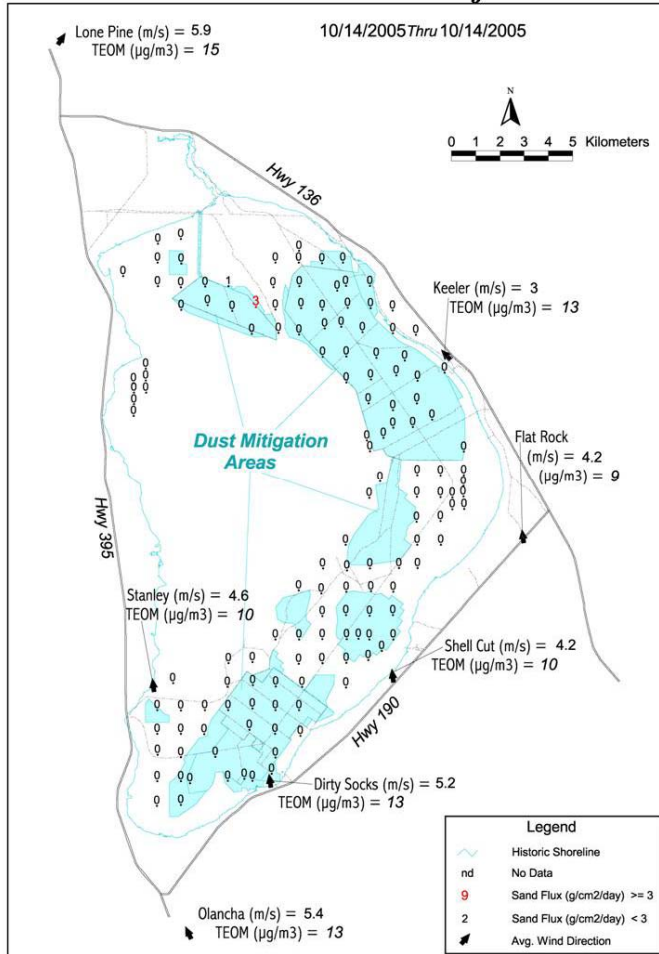 10/14/2005 Thru 10/14/2005
Lone Pine (m/s) = 5.9
TEOM (µg/m3) = 15
N
0 1 2 3 4 5 Kilometers
Hwy 136
1
3
Keeler (m/s) = 3
TEOM (µg/m3) = 13
Dust Mitigation
Areas
Flat Rock
(m/s) = 4.2
(µg/m3) = 9
Hwy 395
Stanley (m/s) = 4.6
TEOM (µg/m3) = 10
Shell Cut (m/s) = 4.2
TEOM (µg/m3) = 10
Hwy 190
Dirty Socks (m/s) = 5.2
TEOM (µg/m3) = 13
Olancha (m/s) = 5.4
TEOM (µg/m3) = 13
Legend
Historic Shoreline
nd No Data
9 Sand Flux (g/cm2/day) >= 3
2 Sand Flux (g/cm2/day) < 3
Avg. Wind Direction